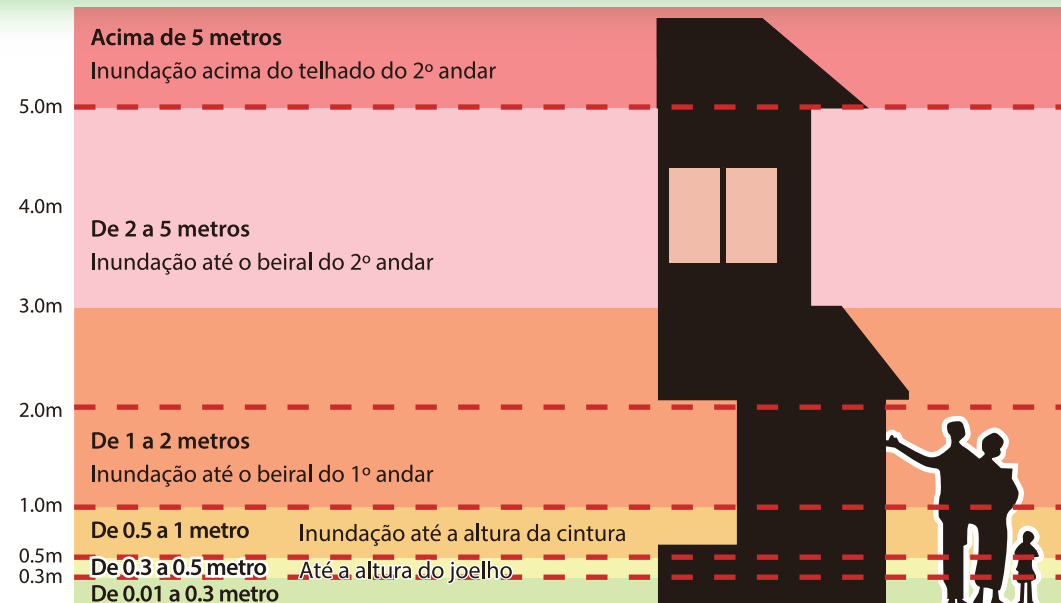 Acima de 5 metros
Inundação acima do telhado do 2º andar
5.0m
4.0m
De 2 a 5 metros
Inundação até o beiral do 2º andar
3.0m
2.0m
De 1 a 2 metros
Inundação até o beiral do 1º andar
1.0m
De 0.5 a 1 metro Inundação até a altura da cintura
0.5m
De 0.3 a 0.5 metro Até a altura do joelho
0.3m
De 0.01 a 0.3 metro